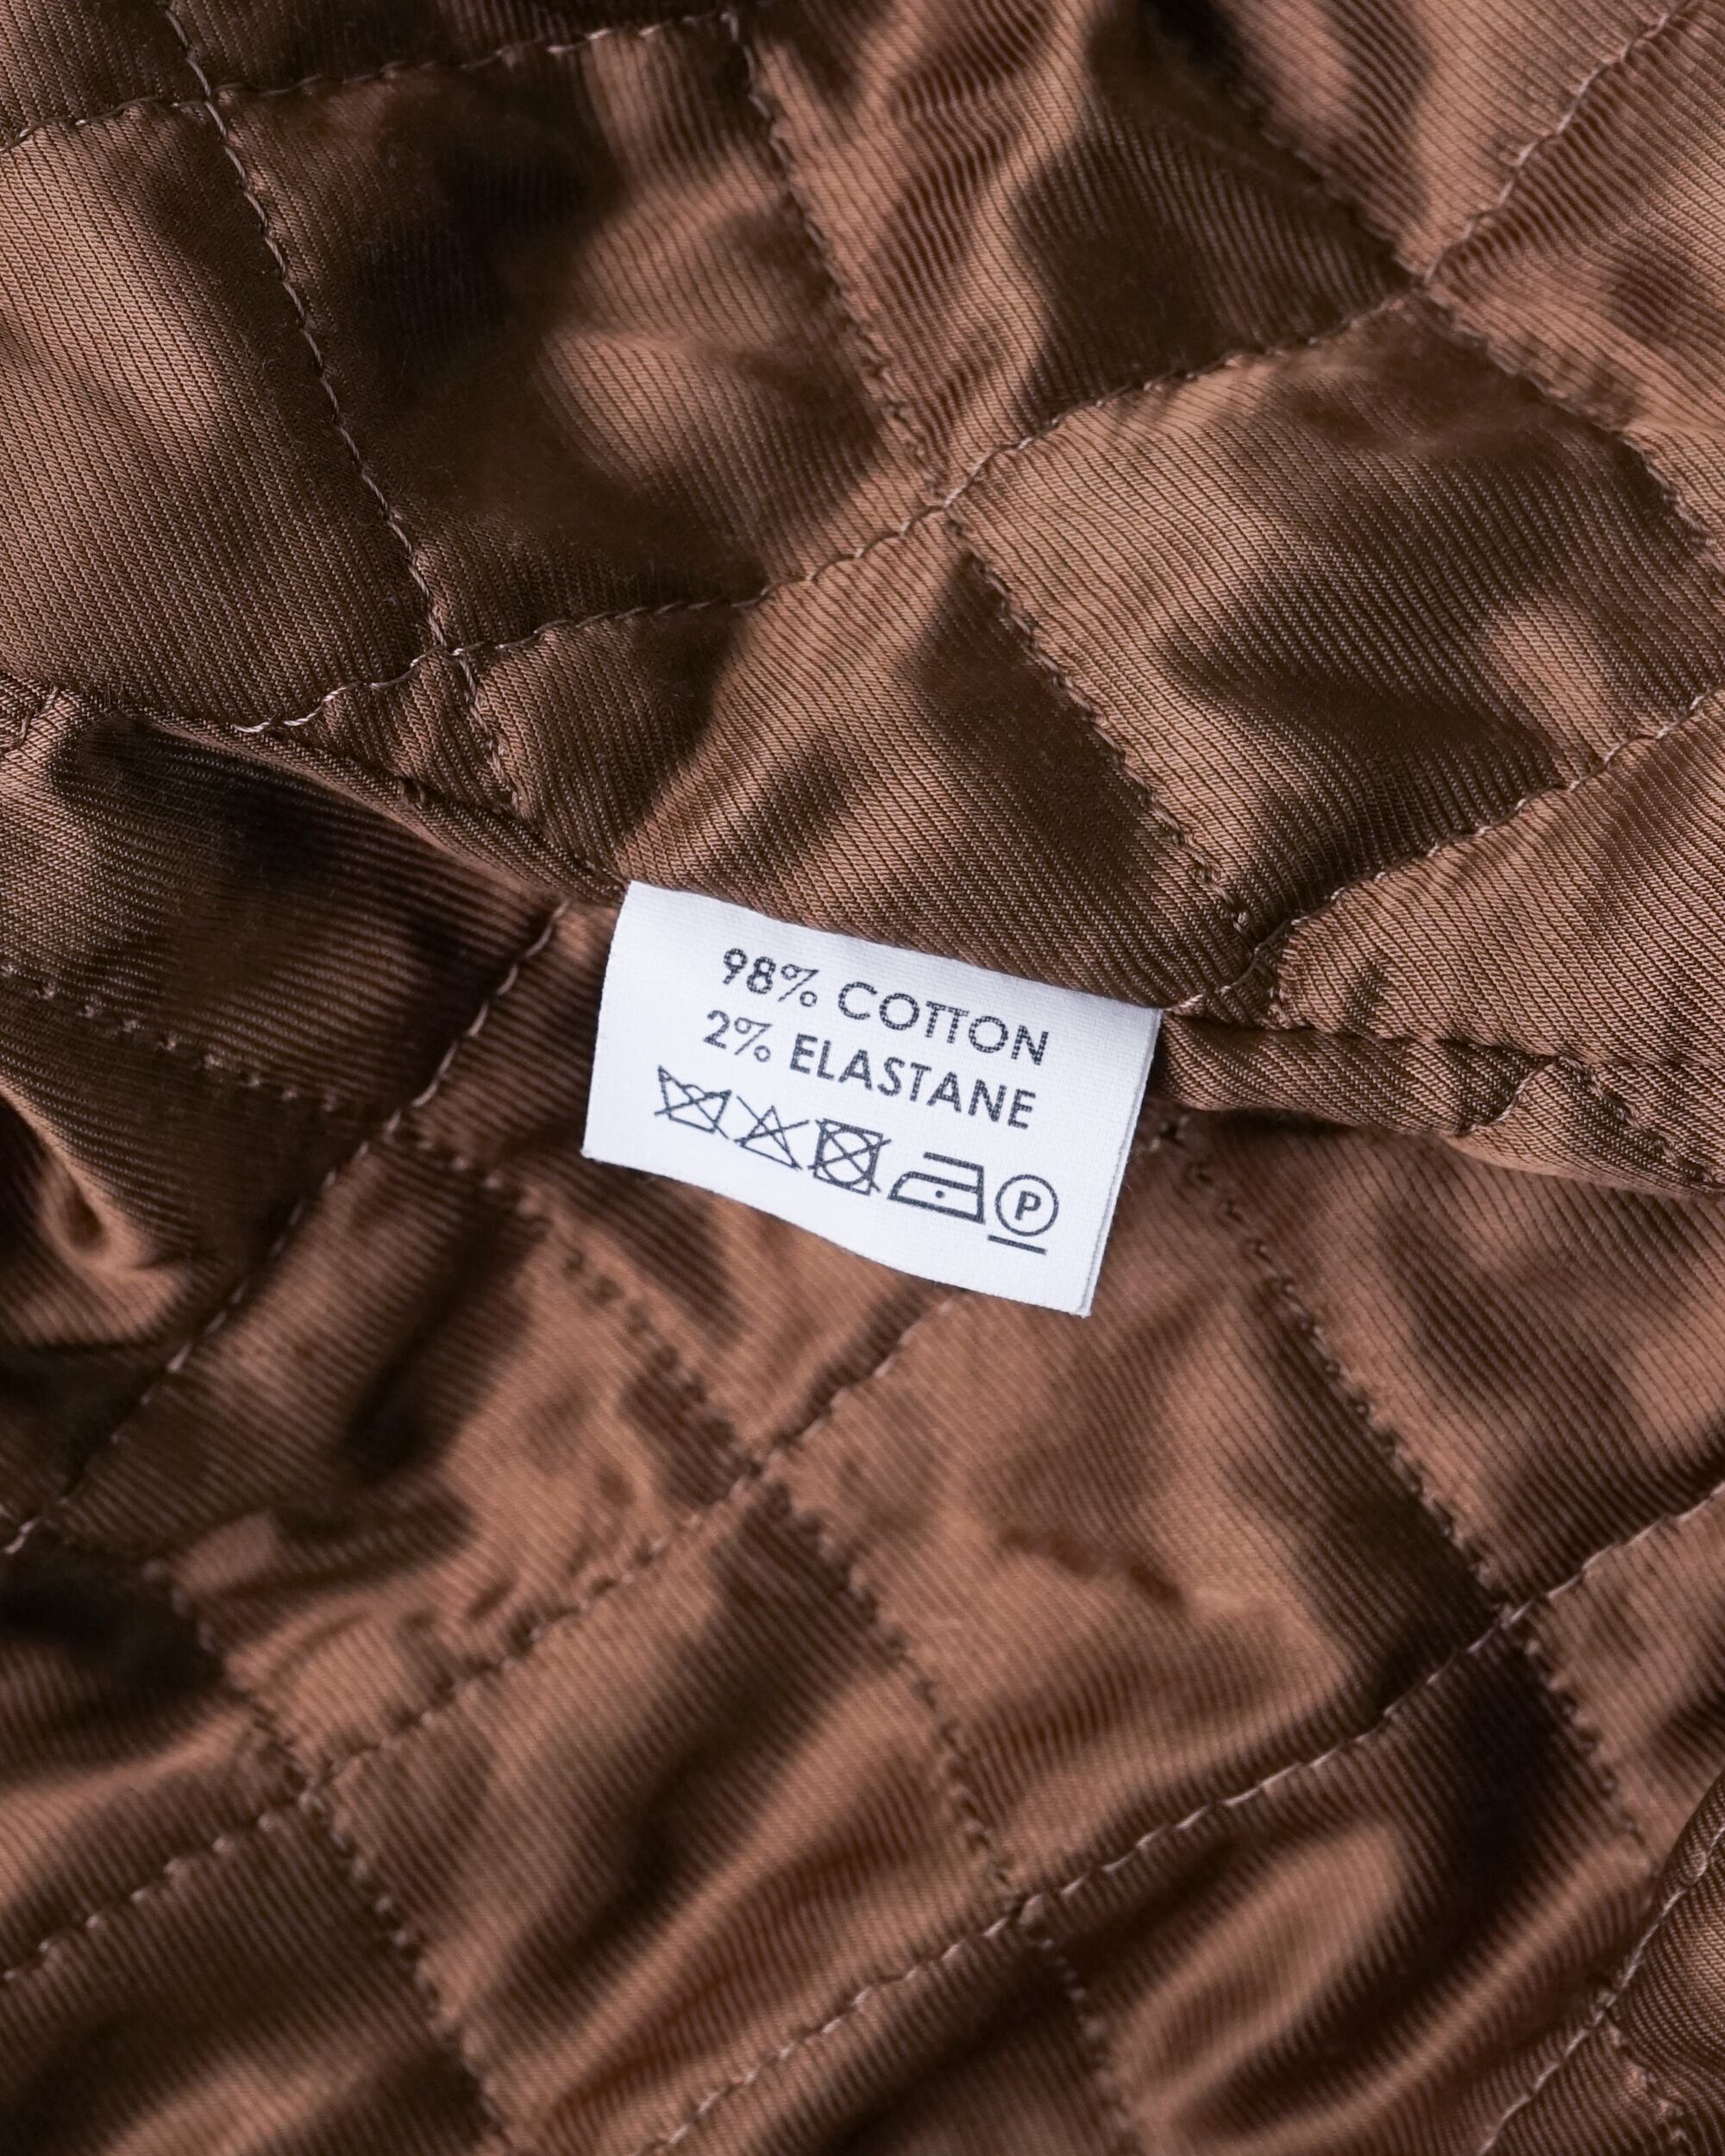 98% COTTON
2% ELASTANE
P